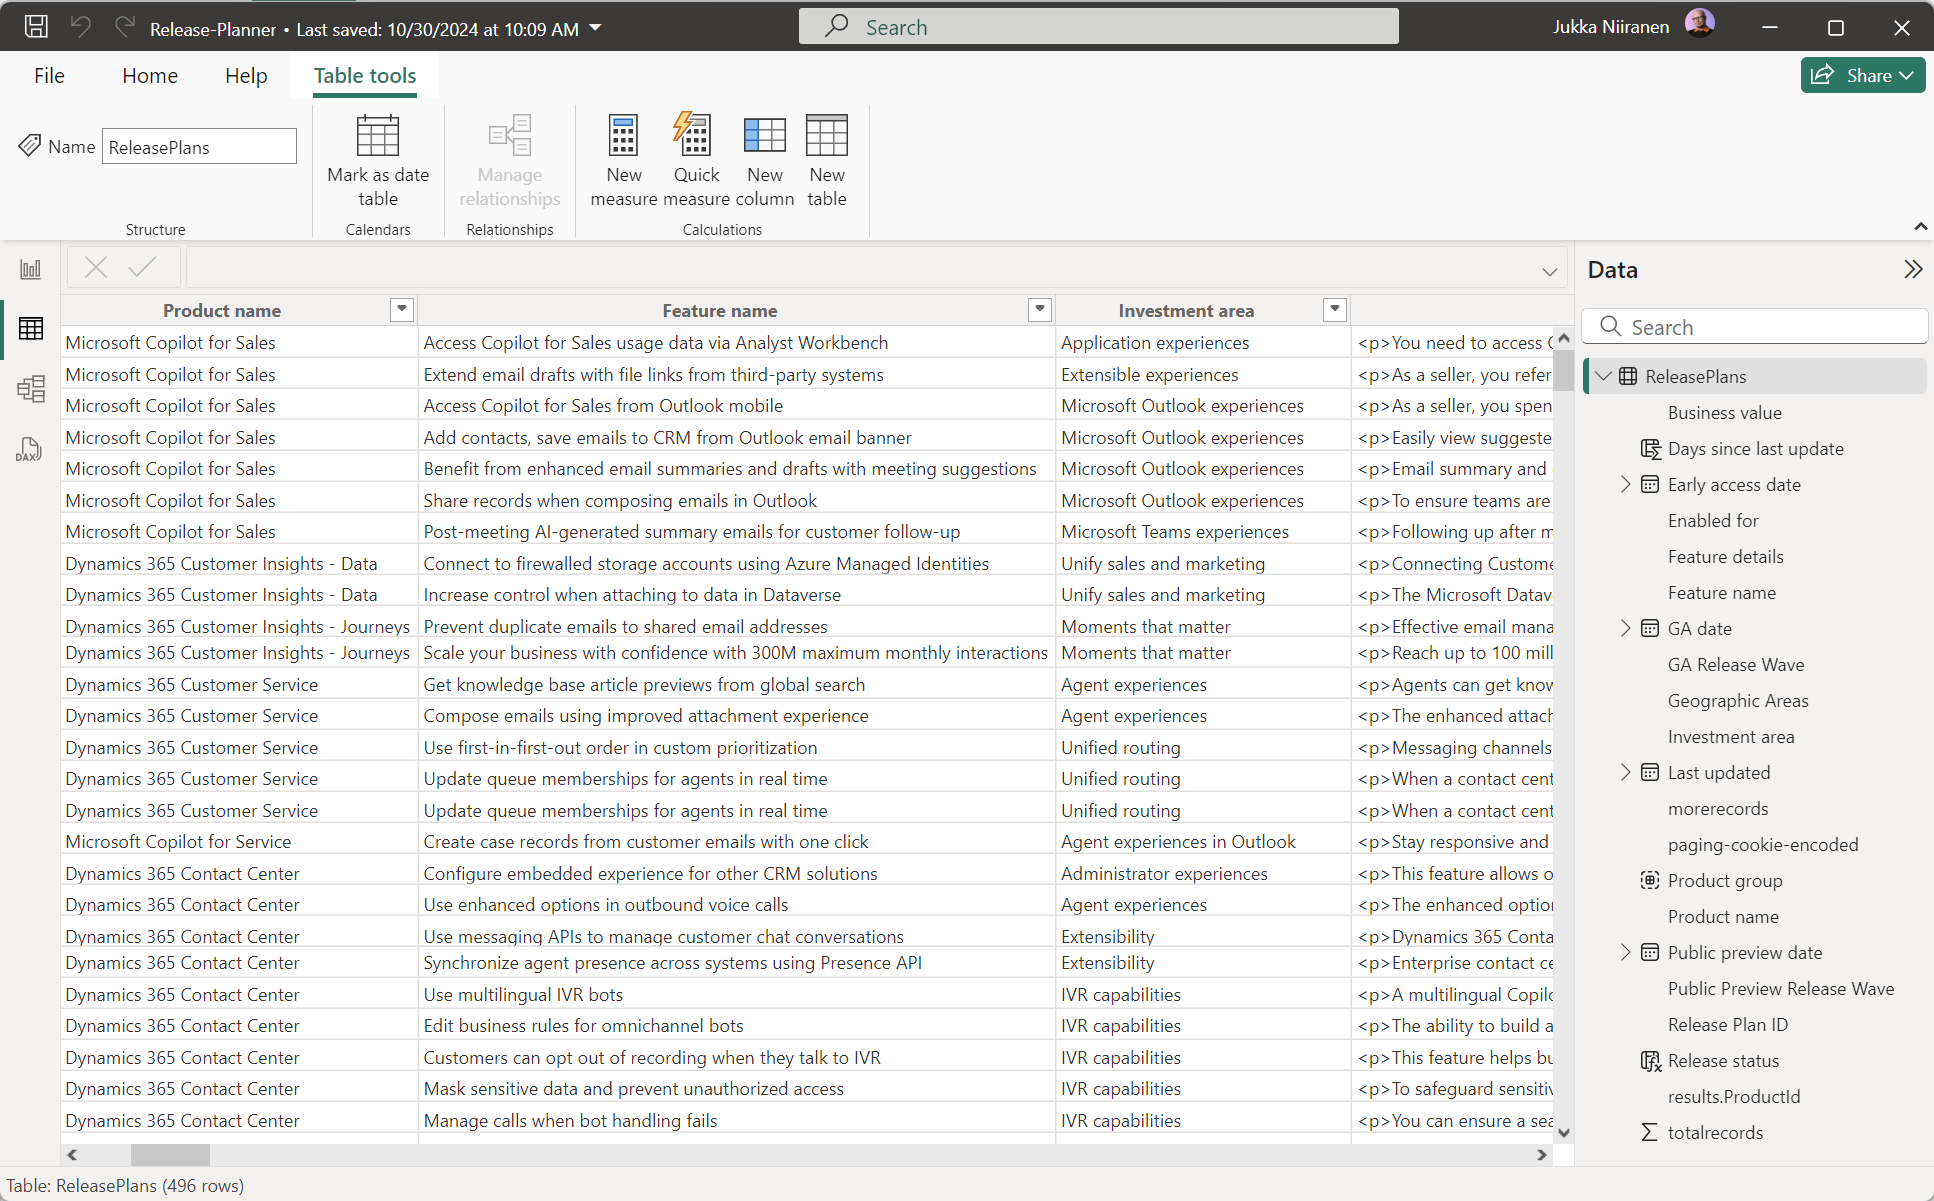 Release-Planner • Last saved: 10/30/2024 at 10:09 AM
Search
Jukka Niiranen
File Home Help Table tools
Share
Name ReleasePlans
Mark as date table
Manage relationships
New measure
Quick measure
New column
New table
Structure
Calendars
Relationships
Calculations
DAX
Product name Feature name Investment area
Microsoft Copilot for Sales Access Copilot for Sales usage data via Analyst Workbench Application experiences <p>You need to access
Microsoft Copilot for Sales Extend email drafts with file links from third-party systems Extensible experiences <p>As a seller, you refer
Microsoft Copilot for Sales Access Copilot for Sales from Outlook mobile Microsoft Outlook experiences <p>As a seller, you spen
Microsoft Copilot for Sales Add contacts, save emails to CRM from Outlook email banner Microsoft Outlook experiences <p>Easily view suggeste
Microsoft Copilot for Sales Benefit from enhanced email summaries and drafts with meeting suggestions Microsoft Outlook experiences <p>Email summary and
Microsoft Copilot for Sales Share records when composing emails in Outlook Microsoft Outlook experiences <p>To ensure teams are
Microsoft Copilot for Sales Post-meeting AI-generated summary emails for customer follow-up Microsoft Teams experiences <p>Following up after m
Dynamics 365 Customer Insights - Data Connect to firewalled storage accounts using Azure Managed Identities Unify sales and marketing <p>Connecting Custome
Dynamics 365 Customer Insights - Data Increase control when attaching to data in Dataverse Unify sales and marketing <p>The Microsoft Datav
Dynamics 365 Customer Insights - Journeys Prevent duplicate emails to shared email addresses Moments that matter <p>Effective email mana
Dynamics 365 Customer Insights - Journeys Scale your business with confidence with 300M maximum monthly interactions Moments that matter <p>Reach up to 100 mill
Dynamics 365 Customer Service Get knowledge base article previews from global search Agent experiences <p>Agents can get know
Dynamics 365 Customer Service Compose emails using improved attachment experience Agent experiences <p>The enhanced attach
Dynamics 365 Customer Service Use first-in-first-out order in custom prioritization Unified routing <p>Messaging channels
Dynamics 365 Customer Service Update queue memberships for agents in real time Unified routing <p>When a contact cent
Dynamics 365 Customer Service Update queue memberships for agents in real time Unified routing <p>When a contact cent
Microsoft Copilot for Service Create case records from customer emails with one click Agent experiences in Outlook <p>Stay responsive and
Dynamics 365 Contact Center Configure embedded experience for other CRM solutions Administrator experiences <p>This feature allows o
Dynamics 365 Contact Center Use enhanced options in outbound voice calls Agent experiences <p>The enhanced option
Dynamics 365 Contact Center Use messaging APIs to manage customer chat conversations Extensibility <p>Dynamics 365 Conta
Dynamics 365 Contact Center Synchronize agent presence across systems using Presence API Extensibility <p>Enterprise contact ce
Dynamics 365 Contact Center Use multilingual IVR bots IVR capabilities <p>A multilingual Copilo
Dynamics 365 Contact Center Edit business rules for omnichannel bots IVR capabilities <p>The ability to build a
Dynamics 365 Contact Center Customers can opt out of recording when they talk to IVR IVR capabilities <p>This feature helps bu
Dynamics 365 Contact Center Mask sensitive data and prevent unauthorized access IVR capabilities <p>To safeguard sensitiv
Dynamics 365 Contact Center Manage calls when bot handling fails IVR capabilities <p>You can ensure a sea
Data
Search
ReleasePlans
Business value
Days since last update
Early access date
Enabled for
Feature details
Feature name
GA date
GA Release Wave
Geographic Areas
Investment area
Last updated
morerecords
paging-cookie-encoded
Product group
Product name
Public preview date
Public Preview Release Wave
Release Plan ID
Release status
results.ProductId
totalrecords
Table: ReleasePlans (496 rows)